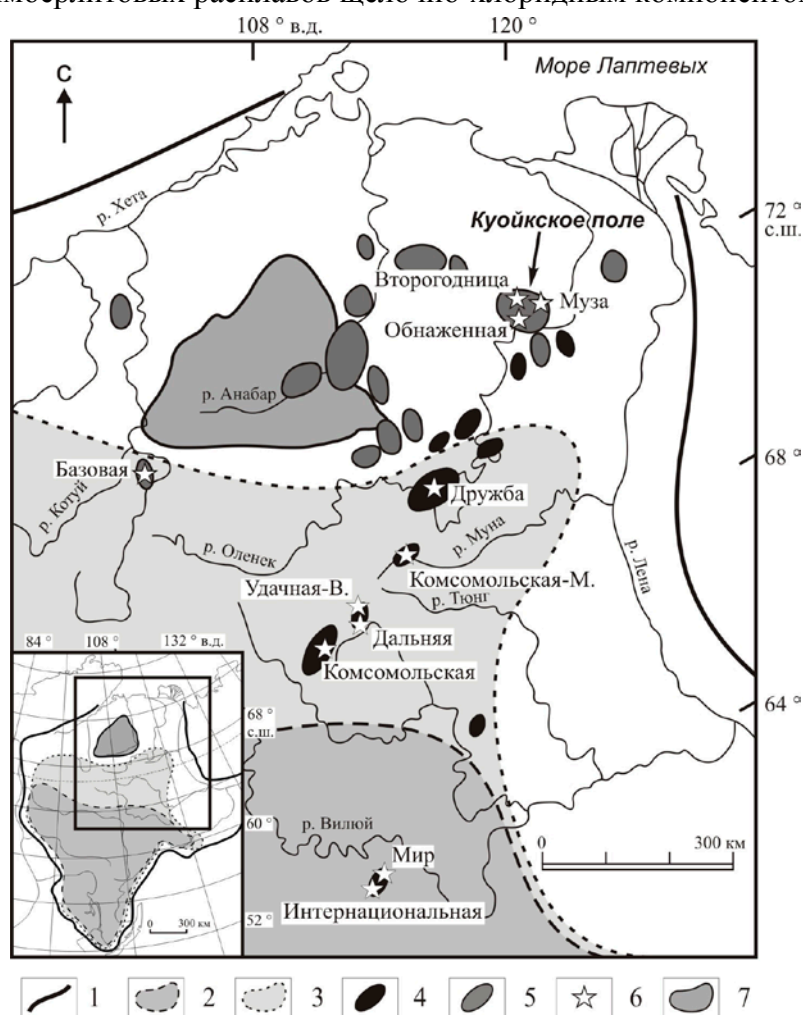 108 ° в.д.
120 °
Море Лаптевых
С
р. Хета
72 °
с.ш.
Куойкское поле
Второгодница
Муза
Обнаженная
р. Анабар
68 °
Базовая
р. Котуй
Дружба
р. Оленек
р. Муна
Комсомольская-М.
р. Лена
Удачная-В.
р. Тюнг
Дальняя
Комсомольская
84 °
108 °
132 ° в.д.
64 °
68 °
с.ш.
60 °
р. Вилюй
0
300 км
Мир
Интернациональная
52 °
0
300 км
1
2
3
4
5
6
7